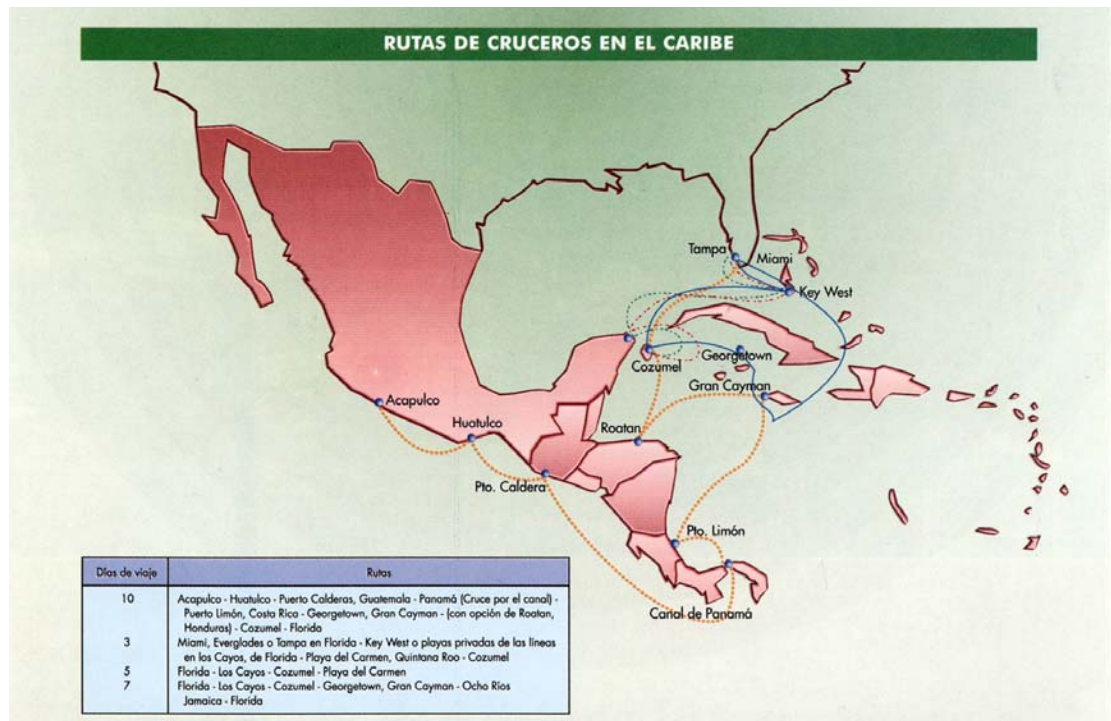 RUTAS DE CRUCEROS EN EL CARIBE
Tampa
Miami
Key West
Cozumel
Georgetown
Gran Cayman
Acapulco
Huatulco
Roatan
Pto. Caldera
Pto. Limón
Canal de Panamá
Días de viaje Rutas
10 Acapulco - Huatulco - Puerto Calderas, Guatemala - Panamá (Cruce por el canal) -
Puerto Limón, Costa Rica - Georgetown, Gran Cayman - (con opción de Roatan,
Honduras) - Cozumel - Florida
3 Miami, Everglades o Tampa en Florida - Key West o playas privadas de las líneas
en los Cayos, de Florida - Playa del Carmen, Quintana Roo - Cozumel
5 Florida - Los Cayos - Cozumel - Playa del Carmen
7 Florida - Los Cayos - Cozumel - Georgetown, Gran Cayman - Ocho Ríos
Jamaica - Florida